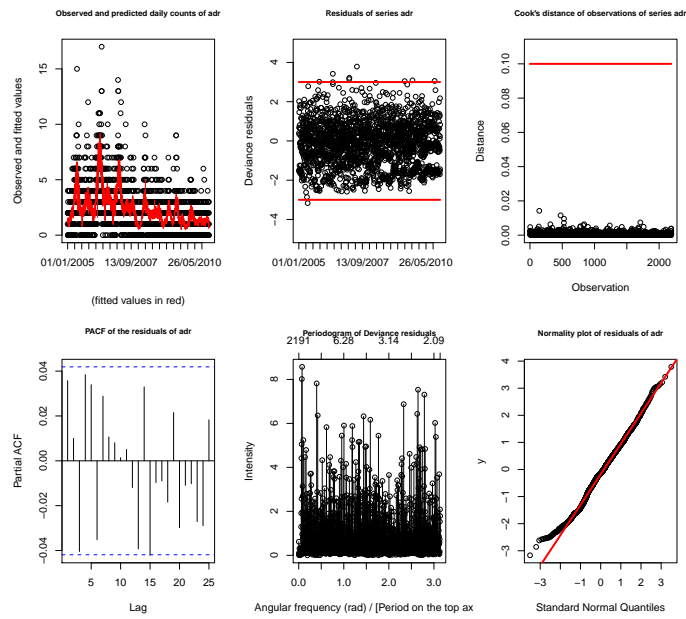 Observed and predicted daily counts of adr
Observed and fitted values
15
10
5
0
01/01/2005 13/09/2007 26/05/2010
(fitted values in red)
Residuals of series adr
Deviance residuals
4
2
0
−2
−4
01/01/2005 13/09/2007 26/05/2010
Cook's distance of observations of series adr
Distance
0.10
0.08
0.06
0.04
0.02
0.00
0 500 1000 2000
Observation
PACF of the residuals of adr
Partial ACF
0.04
0.02
0.00
−0.02
−0.04
5 10 15 20 25
Lag
Periodogram of Deviance residuals
2191 6.28 3.14 2.09
Intensity
8
6
4
2
0
0.0 1.0 2.0 3.0
Angular frequency (rad) / [Period on the top ax
Normality plot of residuals of adr
y
4
3
2
1
0
−1
−2
−3
−3 −2 −1 0 1 2 3
Standard Normal Quantiles